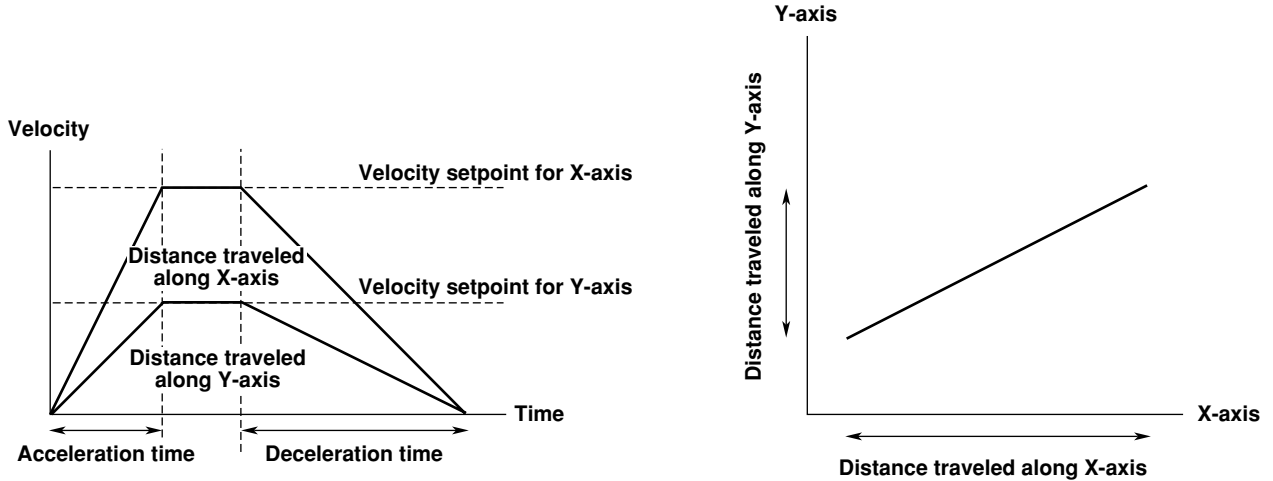 Velocity
Velocity setpoint for X-axis
Distance traveled
along X-axis
Velocity setpoint for Y-axis
Distance traveled
along Y-axis
Time
Acceleration time
Deceleration time
Y-axis
Distance traveled along Y-axis
X-axis
Distance traveled along X-axis